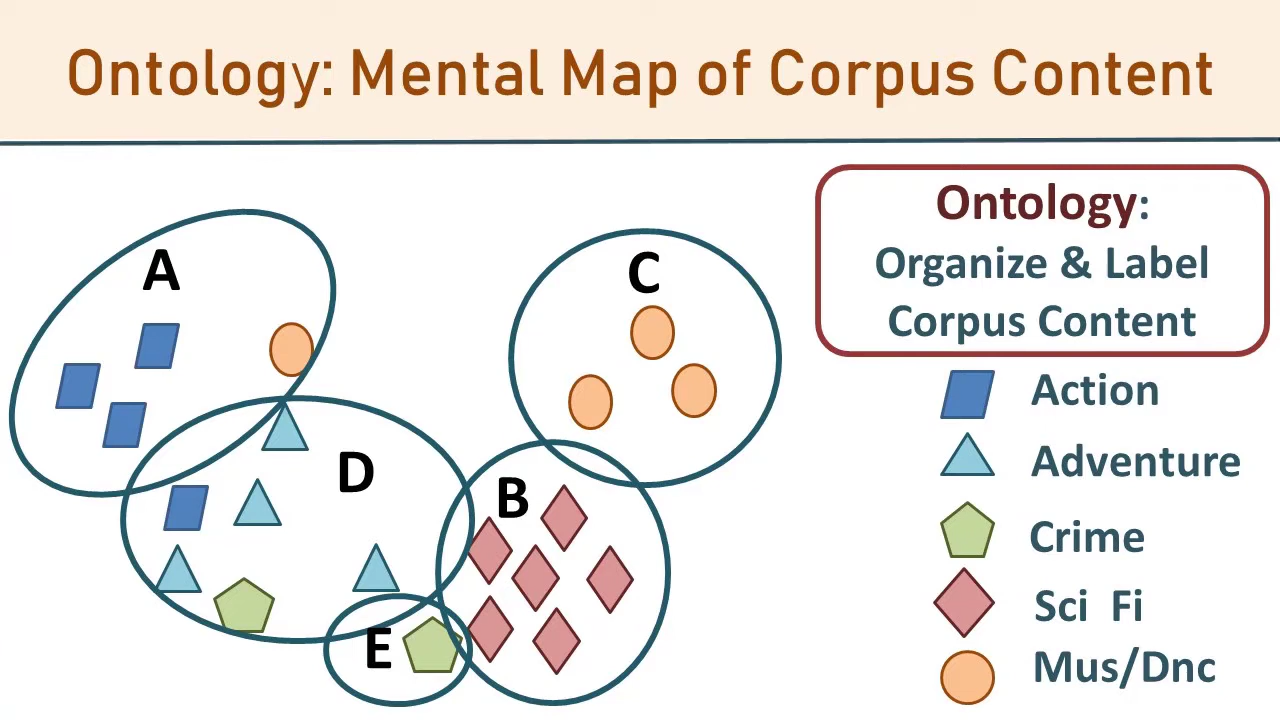 Ontology: Mental Map of Corpus Content
A
C
D
B
E
Ontology:
Organize & Label
Corpus Content
Action
Adventure
Crime
Sci Fi
Mus/Dnc